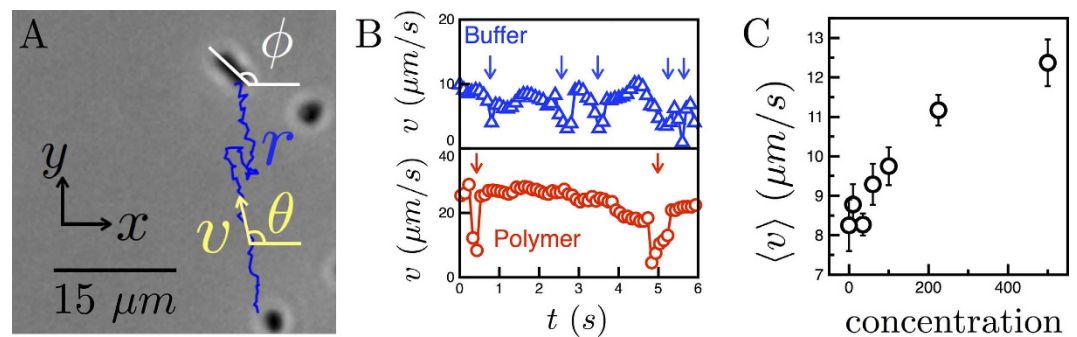 A
ϕ
r
y
x
v
θ
15 μm
B
Buffer
v (μm/s)
20
10
0
Polymer
v (μm/s)
40
20
0
0 1 2 3 4 5 6
t (s)
C
⟨v⟩ (μm/s)
13
12
11
10
9
8
7
0 200 400
concentration